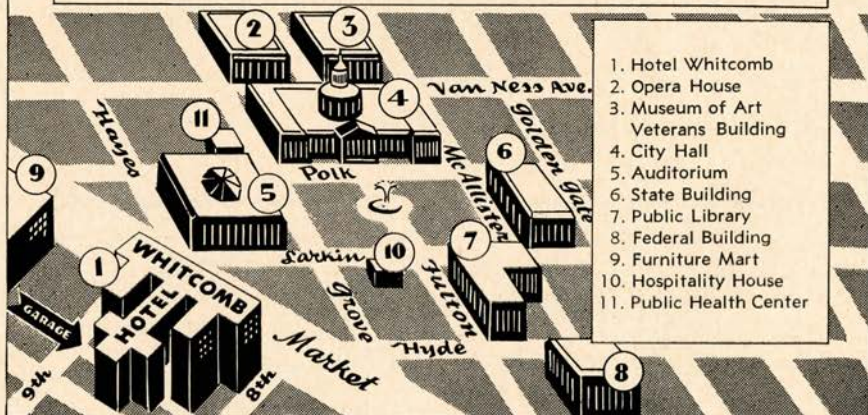 2
3
Van Ness Ave.
4
11
Hayes
Golden Gate
McAllister
6
9
Polk
5
7
Larkin
10
1
WHITCOMB
HOTEL
GARAGE
Grove
Fulton
Hyde
Market
8
9th
8th
1. Hotel Whitcomb
2. Opera House
3. Museum of Art
Veterans Building
4. City Hall
5. Auditorium
6. State Building
7. Public Library
8. Federal Building
9. Furniture Mart
10. Hospitality House
11. Public Health Center